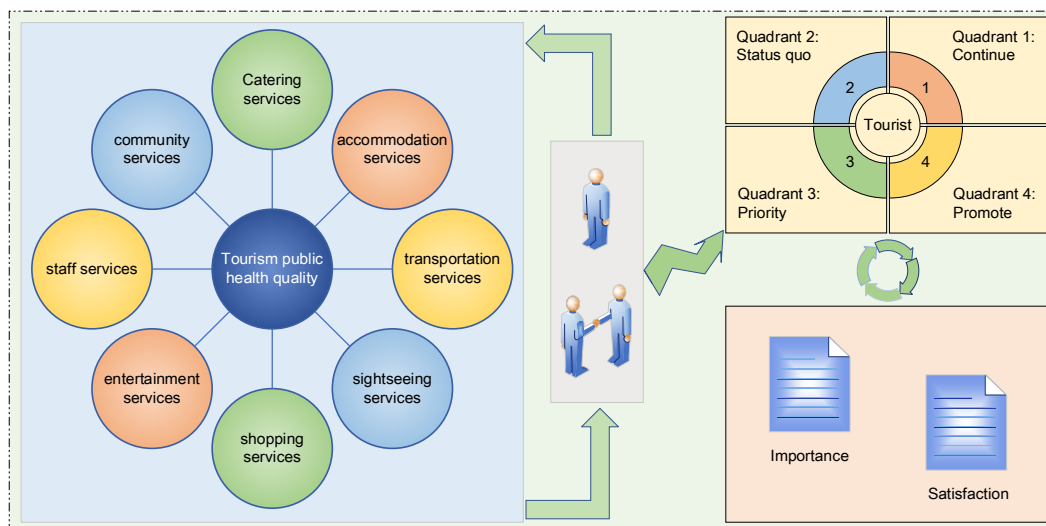 Catering
services
community
services
accommodation
services
staff services
Tourism public
health quality
transportation
services
entertainment
services
sightseeing
services
shopping
services
Quadrant 2:
Status quo
Quadrant 1:
Continue
2
1
Tourist
3
4
Quadrant 3:
Priority
Quadrant 4:
Promote
Importance
Satisfaction